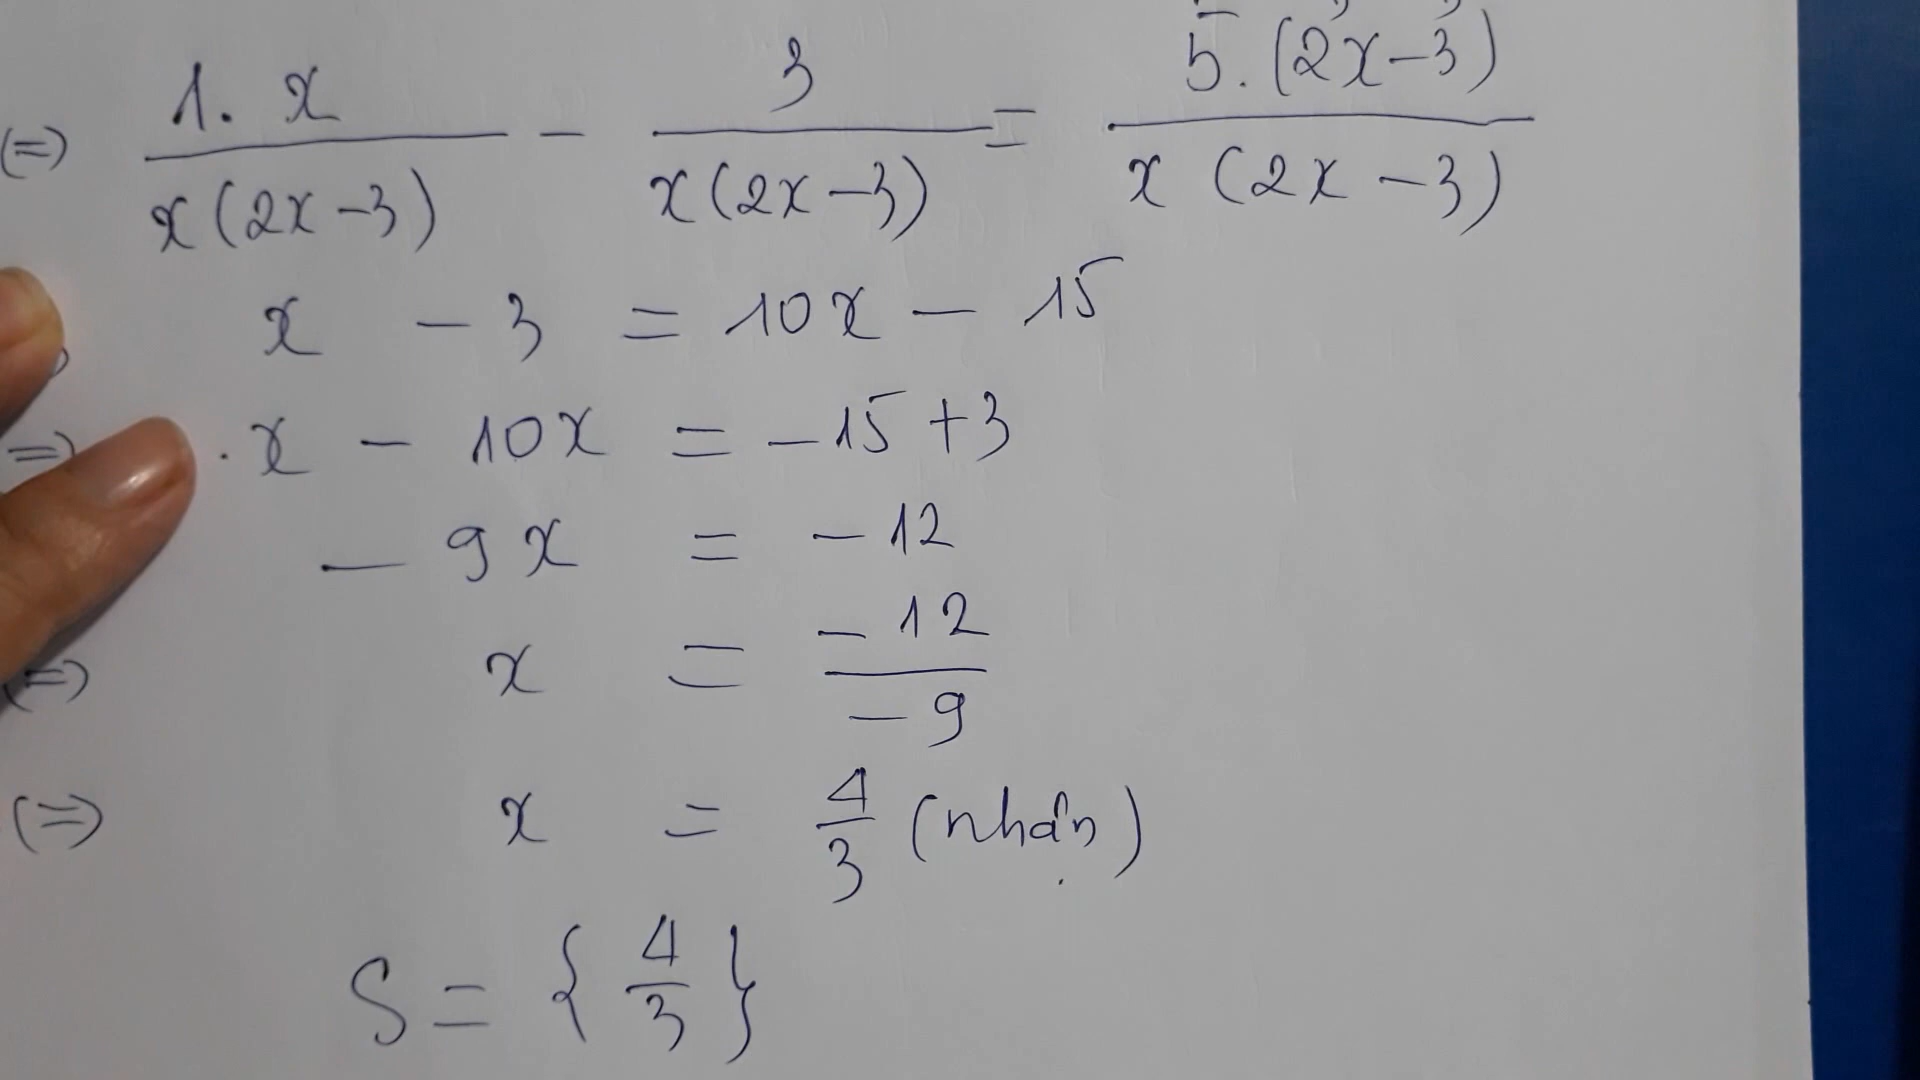 (=) 1. x / x(2x-3) - 3 / x(2x-3) = 5.(2x-3) / x (2x-3)
x - 3 = 10x - 15
=) . x - 10x = -15 +3
- 9x = -12
(=) x = -12 / -9
(=) x = 4/3 (nhận)
S = { 4/3 }